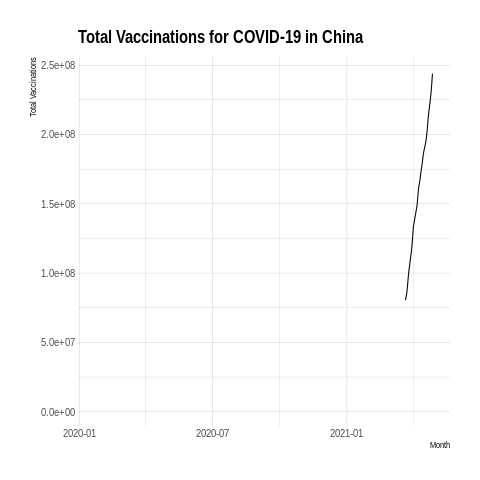 Total Vaccinations for COVID-19 in China
Total Vaccinations
2.5e+08
2.0e+08
1.5e+08
1.0e+08
5.0e+07
0.0e+00
2020-01 2020-07 2021-01
Month